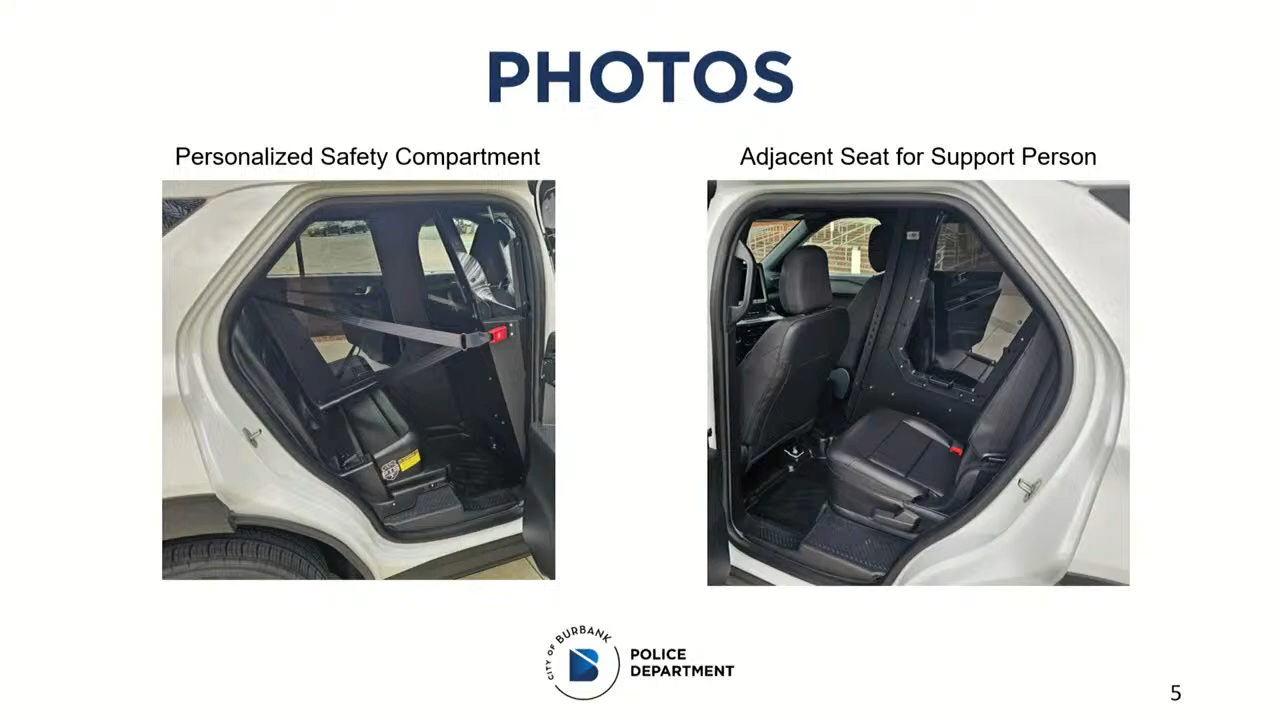 PHOTOS
Personalized Safety Compartment
Adjacent Seat for Support Person
CITY OF BURBANK
POLICE
DEPARTMENT
5